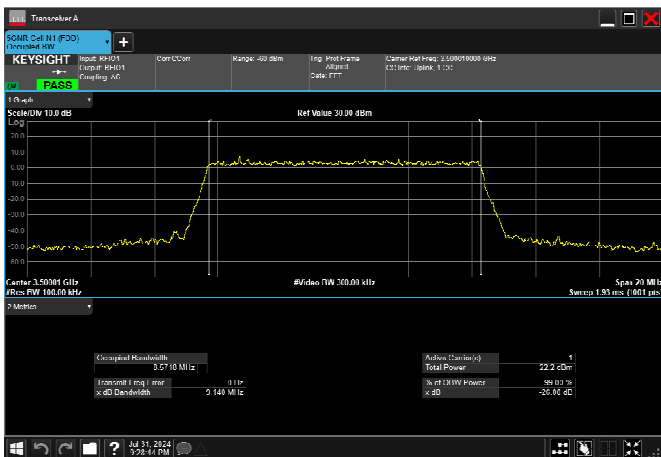 Transceiver A
5GNR Cell N1 (FDD)
Occupied BW
+
KEYSIGHT
Input: RFIO1
Output: RFIO1
Coupling: AC
Corr CCorr
Range: -60 dBm
Trig: Prot Frame
Aligned
Gate: FFT
Carrier Ref Freq: 3.500010000 GHz
CC Info: Uplink, 1 CC
PASS
1 Graph
Scale/Div 10.0 dB
Ref Value 30.00 dBm
Log
20.0
10.0
0.00
-10.0
-20.0
-30.0
-40.0
-50.0
-60.0
Center 3.50001 GHz
#Video BW 300.00 kHz
Span 20 MHz
#Res BW 100.00 kHz
Sweep 1.93 ms (1001 pts)
2 Metrics
Occupied Bandwidth
8.5718 MHz
Active Carrier(s)
1
Total Power
22.2 dBm
Transmit Freq Error
0 Hz
x dB Bandwidth
9.140 MHz
% of OBW Power
99.00 %
x dB
-26.00 dB
?
Jul 31, 2024
9:28:44 PM